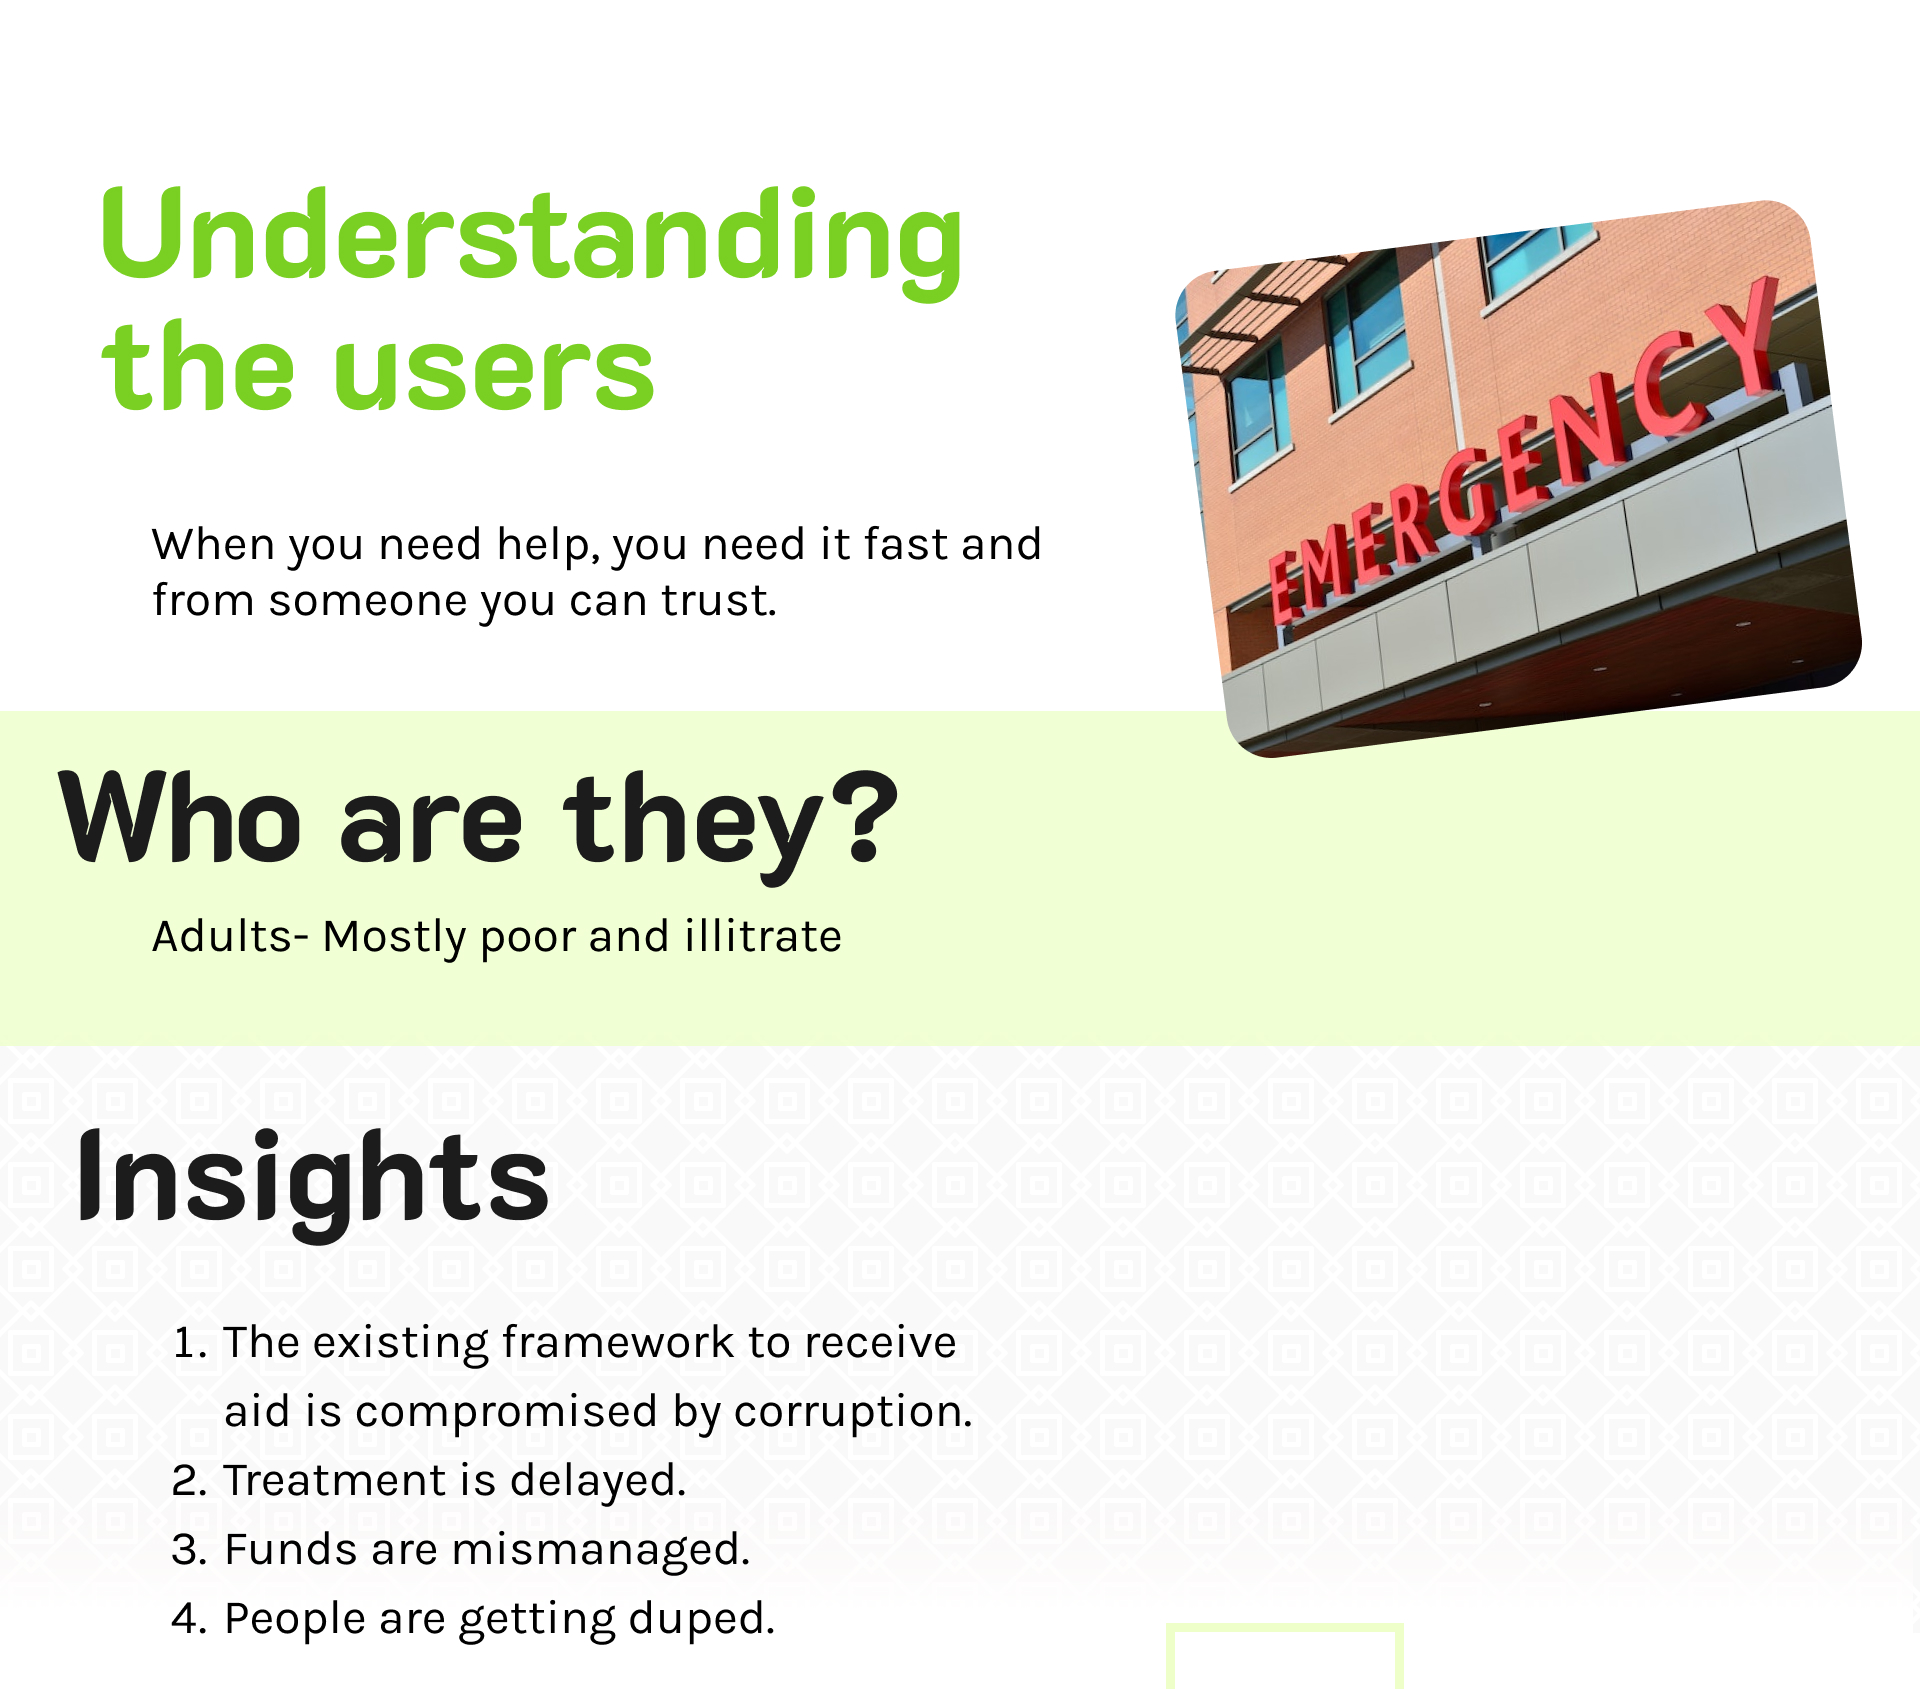 Understanding
the users
EMERGENCY
When you need help, you need it fast and
from someone you can trust.
Who are they?
Adults- Mostly poor and illitrate
Insights
1. The existing framework to receive
aid is compromised by corruption.
2. Treatment is delayed.
3. Funds are mismanaged.
4. People are getting duped.